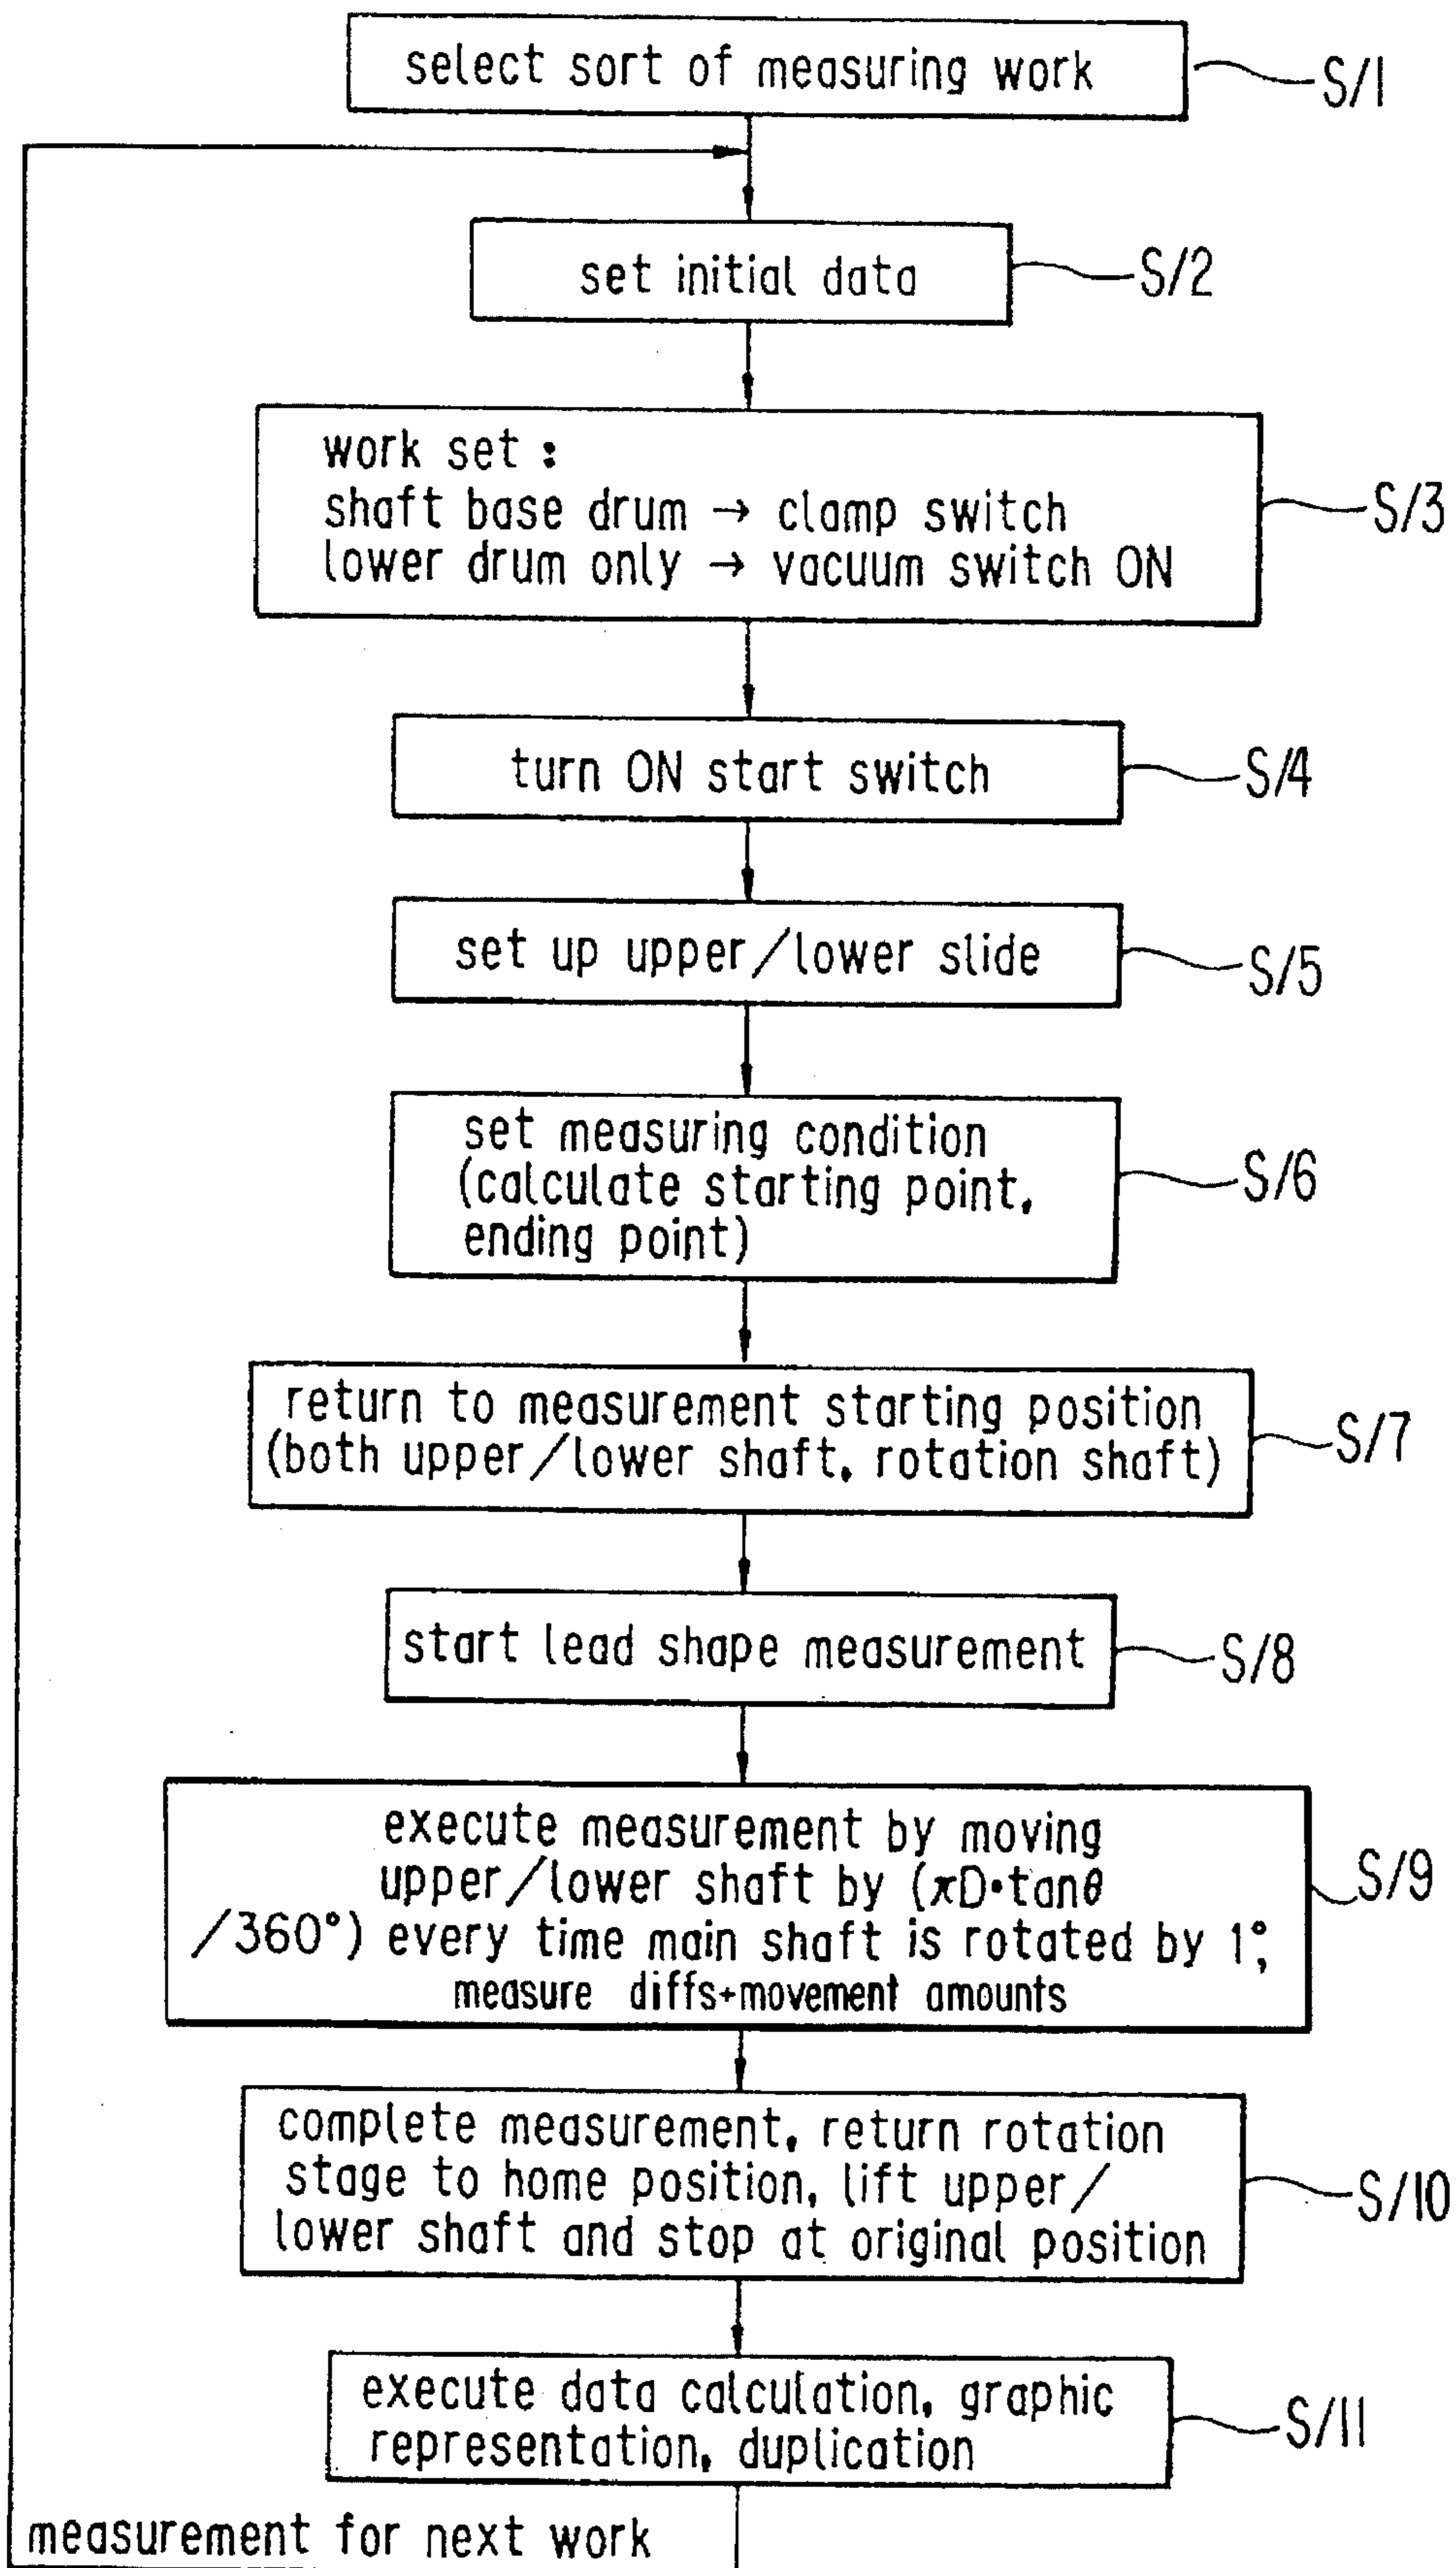 select sort of measuring work
S/1
set initial data
S/2
work set :
shaft base drum → clamp switch
lower drum only → vacuum switch ON
S/3
turn ON start switch
S/4
set up upper/lower slide
S/5
set measuring condition
(calculate starting point,
ending point)
S/6
return to measurement starting position
(both upper/lower shaft, rotation shaft)
S/7
start lead shape measurement
S/8
execute measurement by moving
upper/lower shaft by (πD•tanθ
/360°) every time main shaft is rotated by 1°;
measure diffs+movement amounts
S/9
complete measurement, return rotation
stage to home position, lift upper/
lower shaft and stop at original position
S/10
execute data calculation, graphic
representation, duplication
S/11
measurement for next work